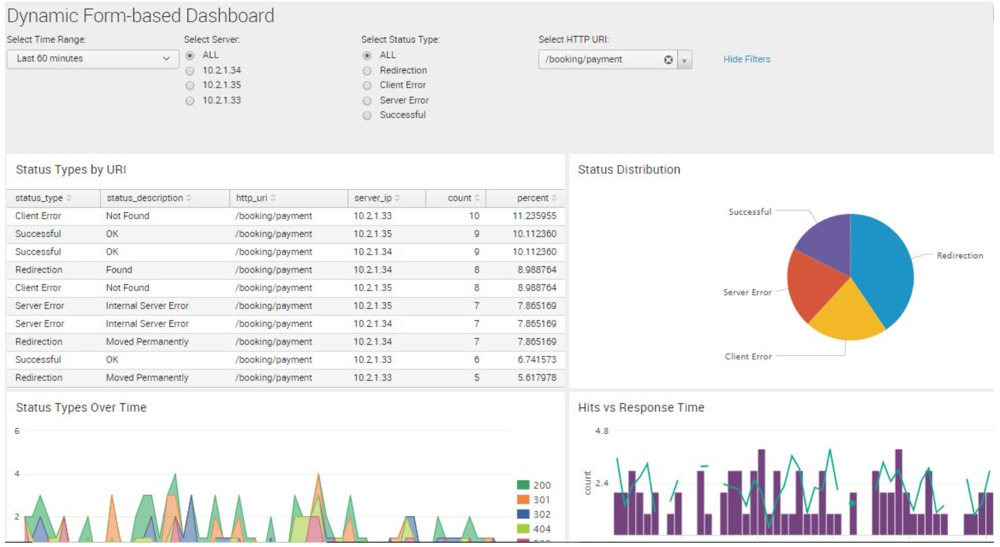 Dynamic Form-based Dashboard
Select Time Range: Select Server: Select Status Type: Select HTTP URI:
Last 60 minutes ALL ALL /booking/payment Hide Filters
10.2.1.34 Redirection
10.2.1.35 Client Error
10.2.1.33 Server Error
Successful
Status Types by URI
status_type status_description http_uri server_ip count percent
Client Error Not Found /booking/payment 10.2.1.33 10 11.235955
Successful OK /booking/payment 10.2.1.35 9 10.112360
Successful OK /booking/payment 10.2.1.34 9 10.112360
Redirection Found /booking/payment 10.2.1.34 8 8.988764
Client Error Not Found /booking/payment 10.2.1.35 8 8.988764
Server Error Internal Server Error /booking/payment 10.2.1.35 7 7.865169
Server Error Internal Server Error /booking/payment 10.2.1.34 7 7.865169
Redirection Moved Permanently /booking/payment 10.2.1.34 7 7.865169
Successful OK /booking/payment 10.2.1.33 6 6.741573
Redirection Moved Permanently /booking/payment 10.2.1.33 5 5.617978
Status Distribution
Successful
Redirection
Server Error
Client Error
Status Types Over Time
6
4
2
200
301
302
404
Hits vs Response Time
4.8
2.4
count